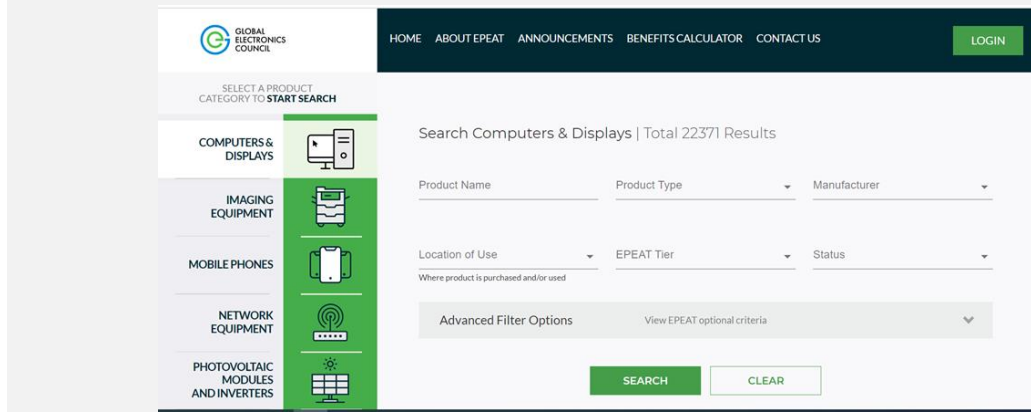 GLOBAL
ELECTRONICS
COUNCIL
HOME ABOUT EPEAT ANNOUNCEMENTS BENEFITS CALCULATOR CONTACT US
LOGIN
SELECT A PRODUCT
CATEGORY TO START SEARCH
COMPUTERS &
DISPLAYS
IMAGING
EQUIPMENT
MOBILE PHONES
NETWORK
EQUIPMENT
PHOTOVOLTAIC
MODULES
AND INVERTERS
Search Computers & Displays | Total 22371 Results
Product Name Product Type Manufacturer
Location of Use EPEAT Tier Status
Where product is purchased and/or used
Advanced Filter Options View EPEAT optional criteria
SEARCH CLEAR